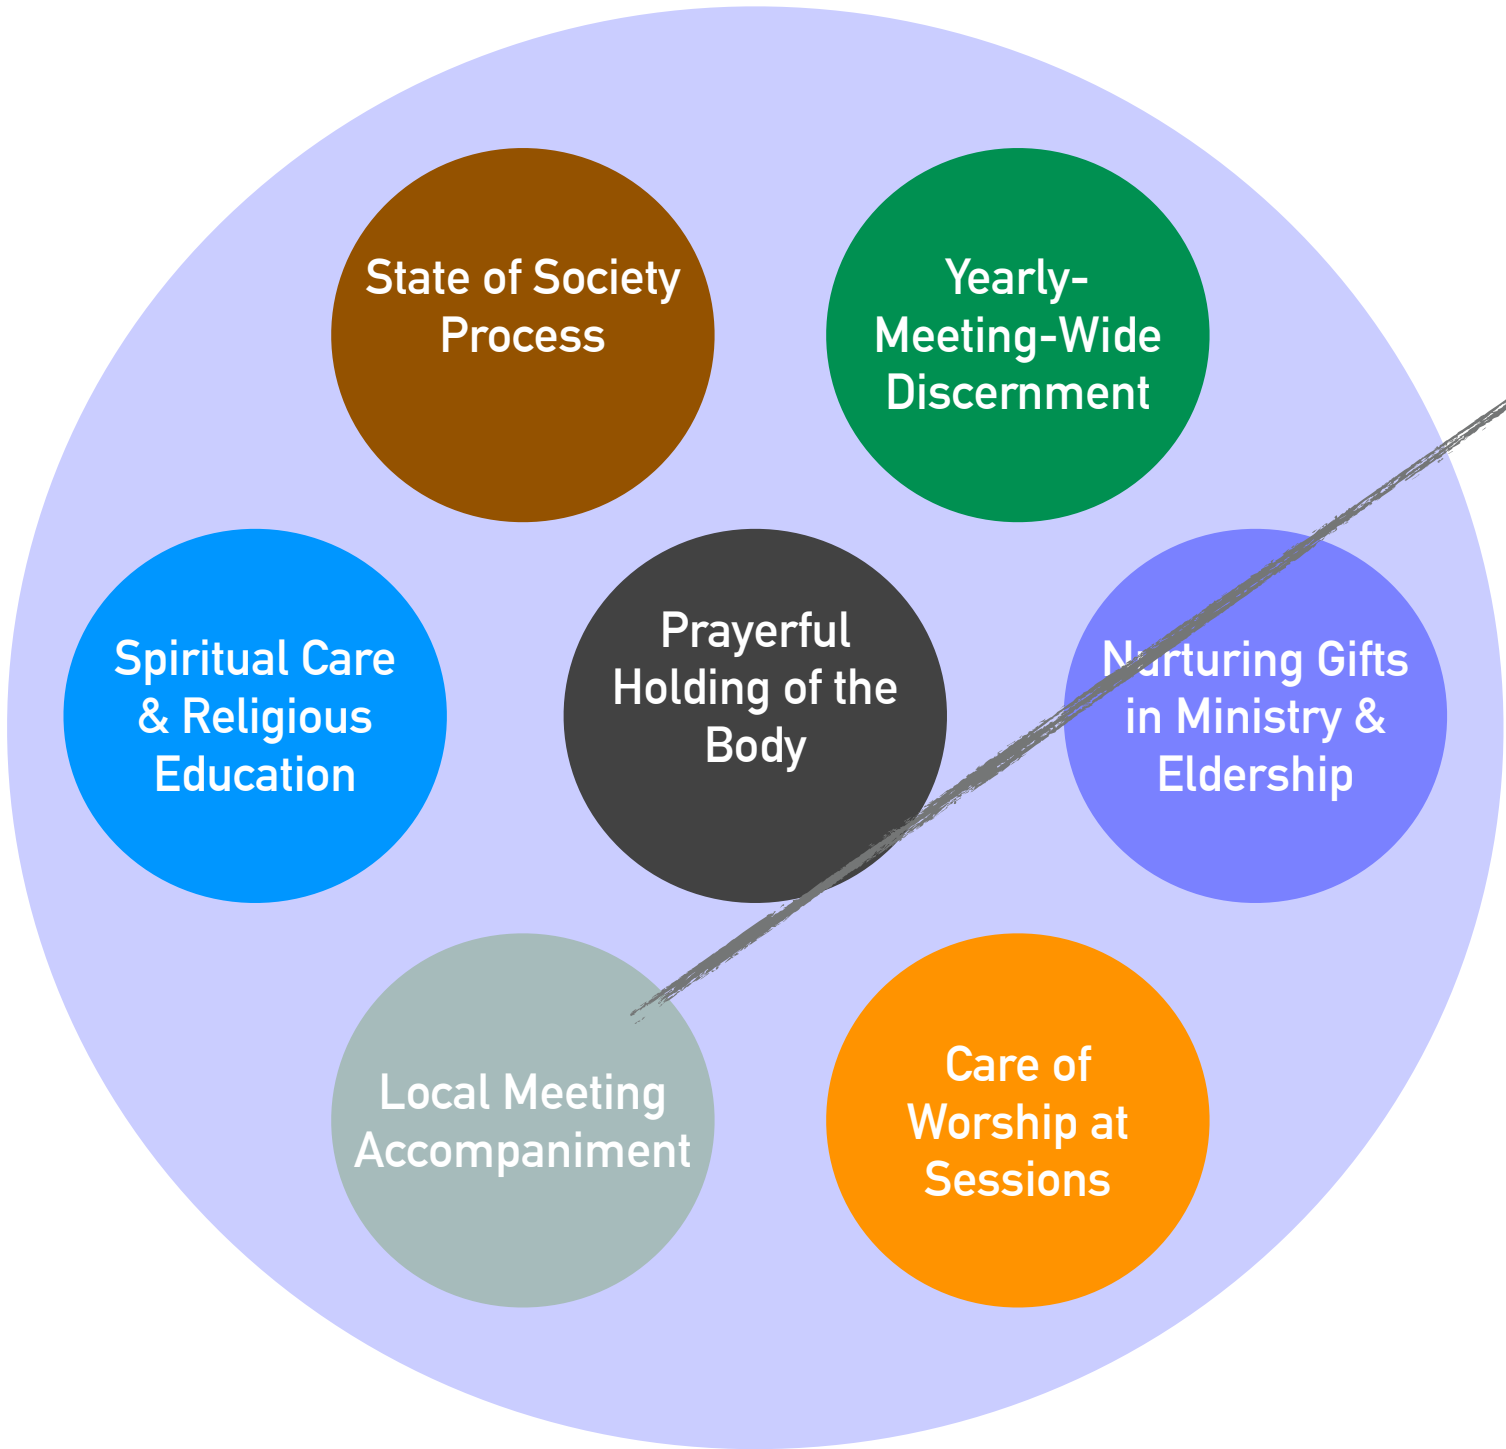 State of Society
Process
Yearly-
Meeting-Wide
Discernment
Spiritual Care
& Religious
Education
Prayerful
Holding of the
Body
Nurturing Gifts
in Ministry &
Eldership
Local Meeting
Accompaniment
Care of
Worship at
Sessions